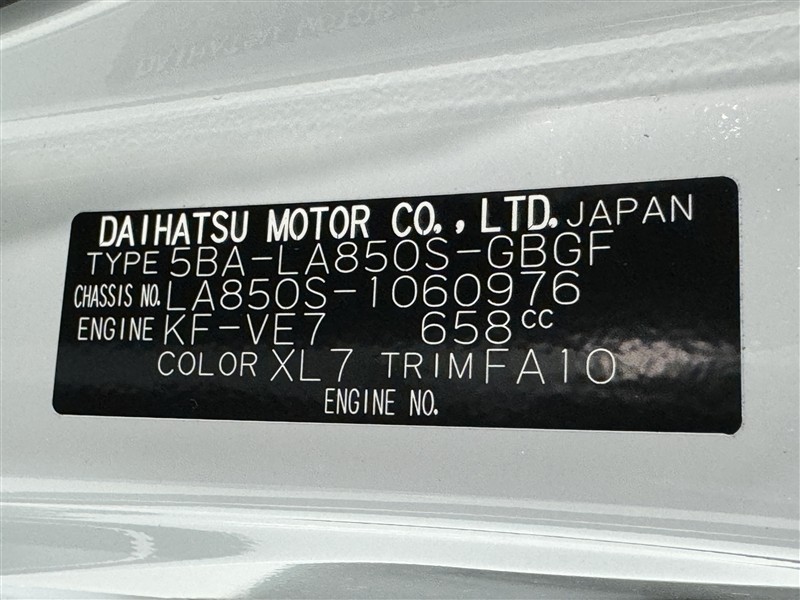 DAIHATSU MOTOR CO., LTD. JAPAN
TYPE 5BA-LA850S-GBGF
CHASSIS NO. LA850S-1060976
ENGINE KF-VE7 658cc
COLOR XL7 TRIM FA10
ENGINE NO.